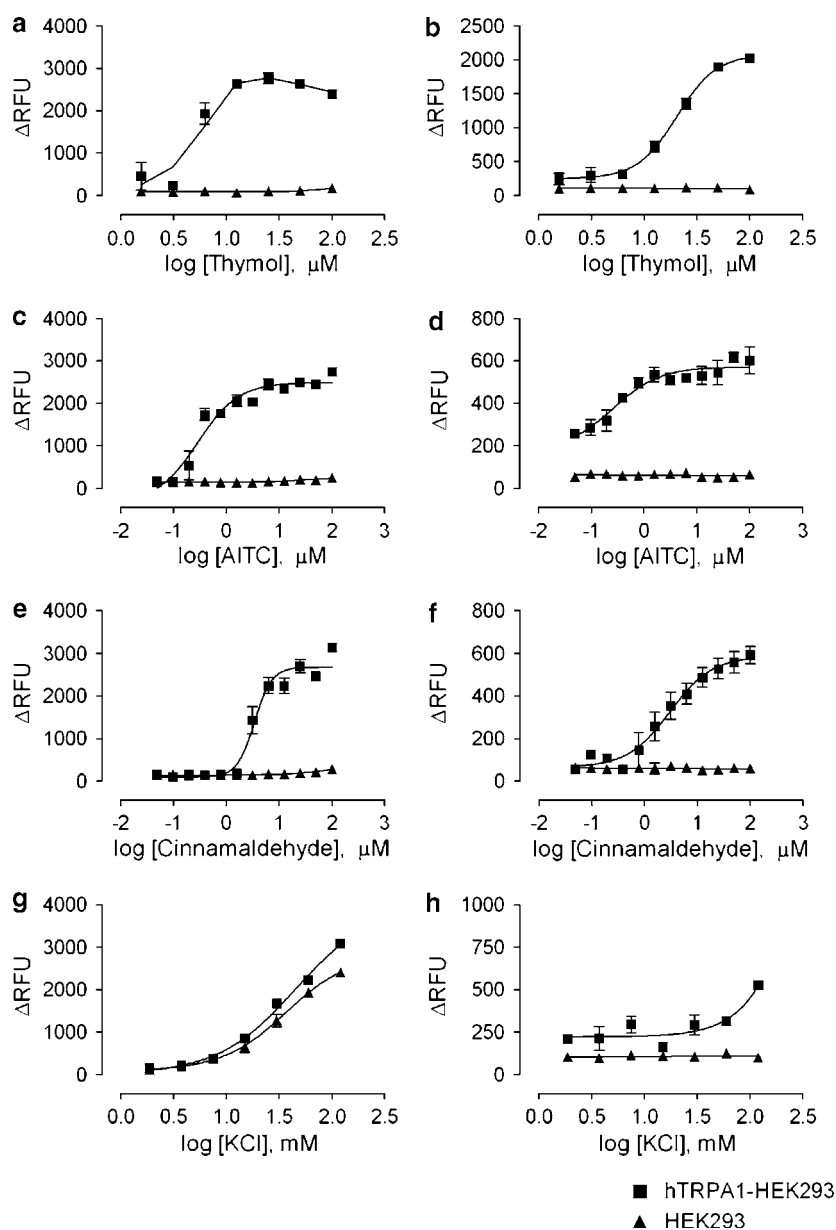 a
4000
3000
2000
1000
0
ΔRFU
0.0 0.5 1.0 1.5 2.0 2.5
log [Thymol], μM
b
2500
2000
1500
1000
500
0
ΔRFU
0.0 0.5 1.0 1.5 2.0 2.5
log [Thymol], μM
c
4000
3000
2000
1000
0
ΔRFU
-2 -1 0 1 2 3
log [AITC], μM
d
800
600
400
200
0
ΔRFU
-2 -1 0 1 2 3
log [AITC], μM
e
4000
3000
2000
1000
0
ΔRFU
-2 -1 0 1 2 3
log [Cinnamaldehyde], μM
f
800
600
400
200
0
ΔRFU
-2 -1 0 1 2 3
log [Cinnamaldehyde], μM
g
4000
3000
2000
1000
0
ΔRFU
0.0 0.5 1.0 1.5 2.0 2.5
log [KCl], mM
h
1000
750
500
250
0
ΔRFU
0.0 0.5 1.0 1.5 2.0 2.5
log [KCl], mM
hTRPA1-HEK293
HEK293